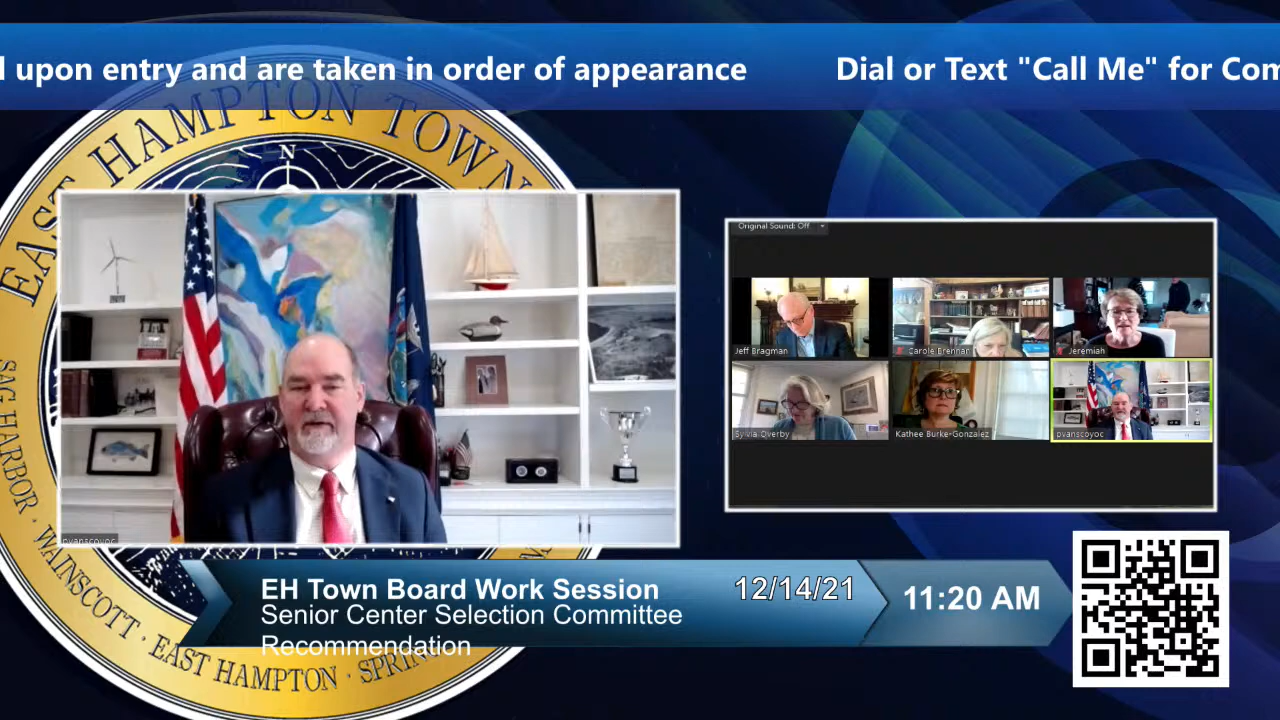 l upon entry and are taken in order of appearance
Dial or Text "Call Me" for Com
EAST HAMPTON TOWN
N
SAG HARBOR · WAINSCOTT · EAST HAMPTON · SPRIN
pvanscoyoc
Original Sound: Off
Jeff Bragman
Carole Brennan
Jeremiah
Sylvia Overby
Kathee Burke-Gonzalez
pvanscoyoc
EH Town Board Work Session
12/14/21
11:20 AM
Senior Center Selection Committee
Recommendation